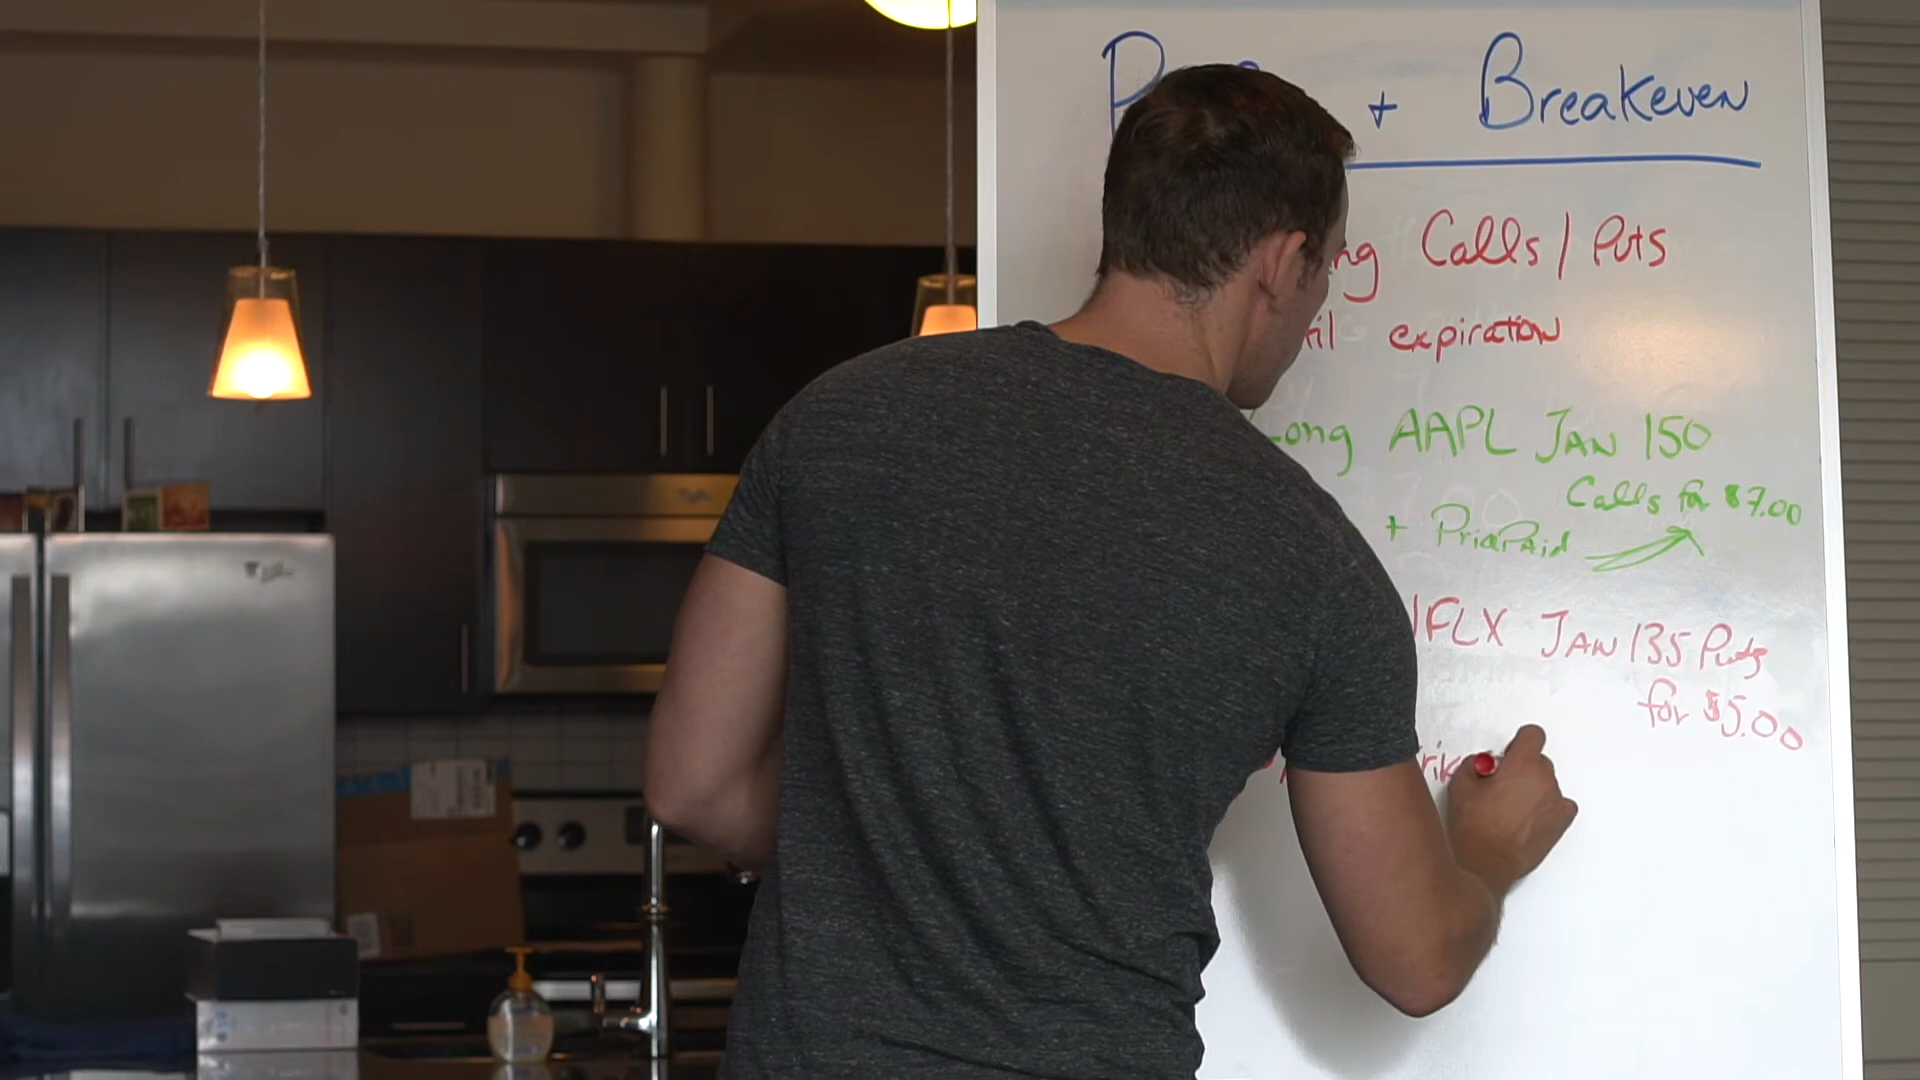 + Breakeven
Calls / Puts
expiration
Long AAPL JAN 150
Calls for $7.00
+ Price Paid
NFLX JAN 135 Puts
for $5.00